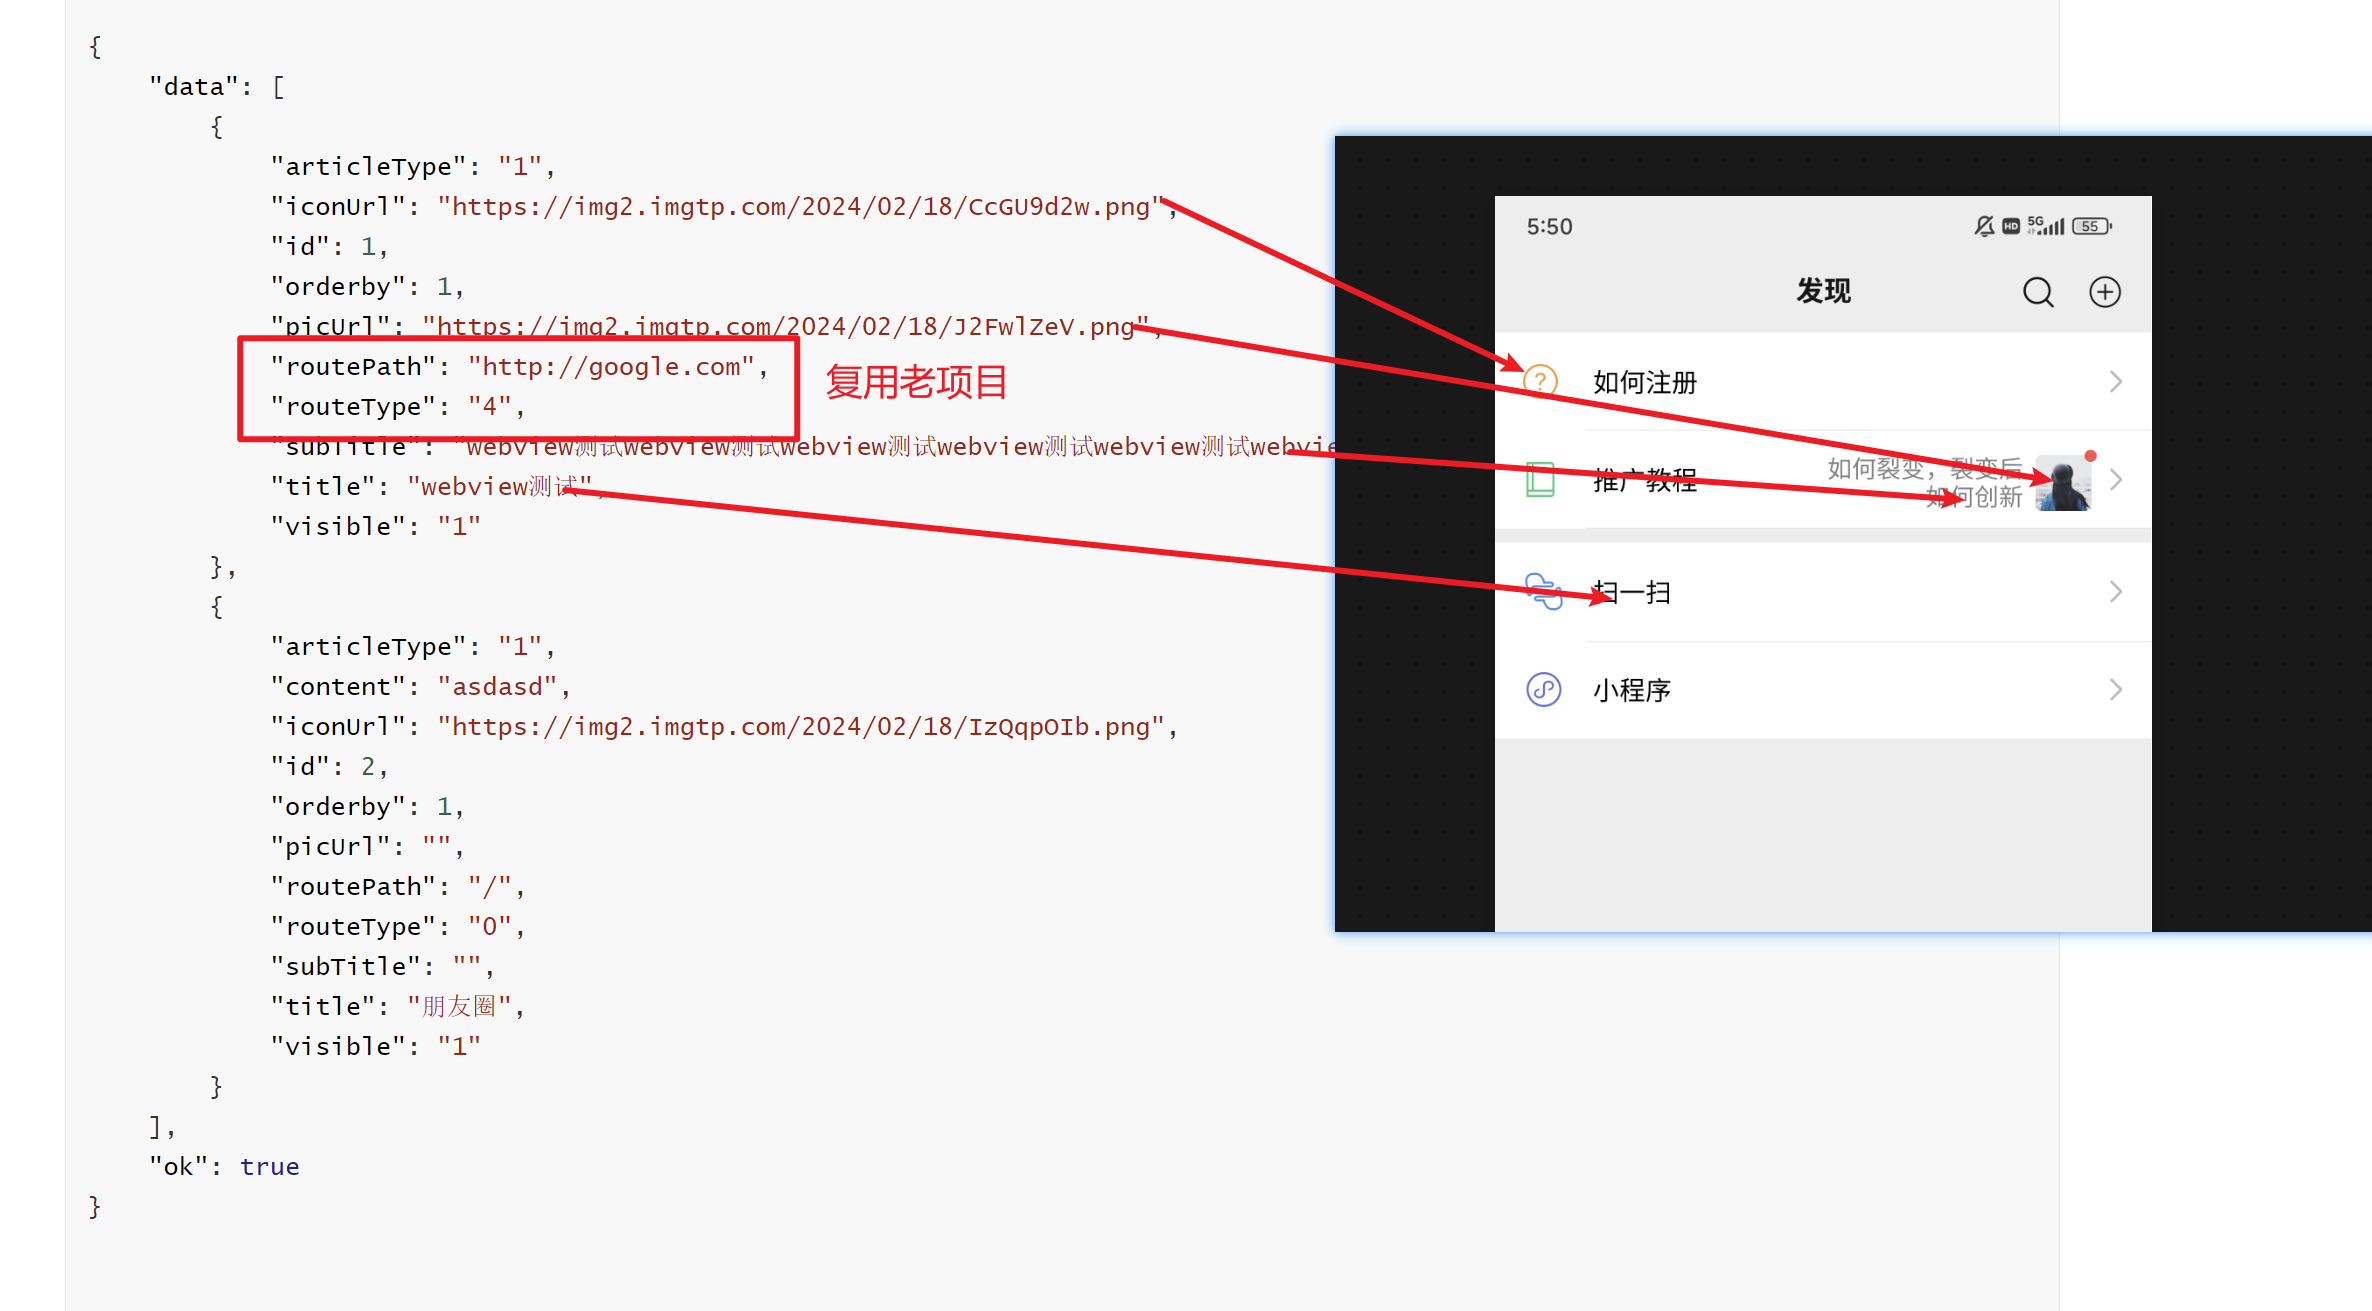 {
"data": [
{
"articleType": "1",
"iconUrl": "https://img2.imgtp.com/2024/02/18/CcGU9d2w.png",
"id": 1,
"orderby": 1,
"picUrl": "https://img2.imgtp.com/2024/02/18/J2FwlZeV.png",
"routePath": "http://google.com",
复用老项目
"routeType": "4",
"subTitle": "webview测试webview测试webview测试webview测试webview测试webvie
"title": "webview测试",
"visible": "1"
},
{
"articleType": "1",
"content": "asdasd",
"iconUrl": "https://img2.imgtp.com/2024/02/18/IzQqpOIb.png",
"id": 2,
"orderby": 1,
"picUrl": "",
"routePath": "/",
"routeType": "0",
"subTitle": "",
"title": "朋友圈",
"visible": "1"
}
],
"ok": true
}
5:50
HD 5G 55
发现
如何注册
推广教程
如何裂变，裂变后
如何创新
扫一扫
小程序